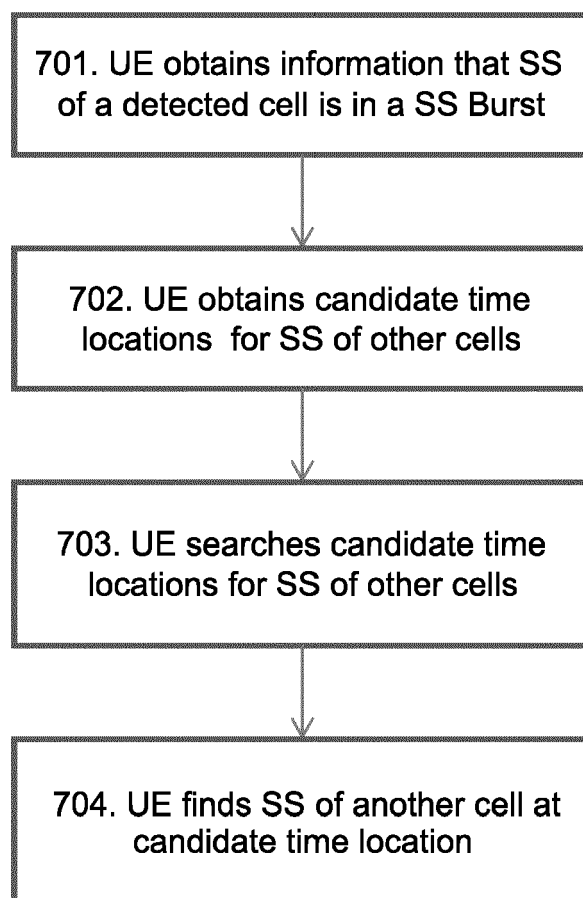 701. UE obtains information that SS
of a detected cell is in a SS Burst
702. UE obtains candidate time
locations for SS of other cells
703. UE searches candidate time
locations for SS of other cells
704. UE finds SS of another cell at
candidate time location